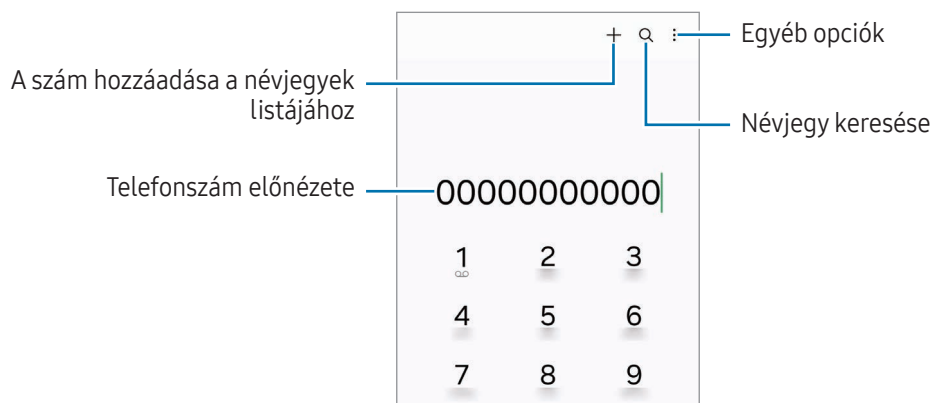 Egyéb opciók
A szám hozzáadása a névjegyek
listájához
Névjegy keresése
Telefonszám előnézete
00000000000
1 2 3
4 5 6
7 8 9